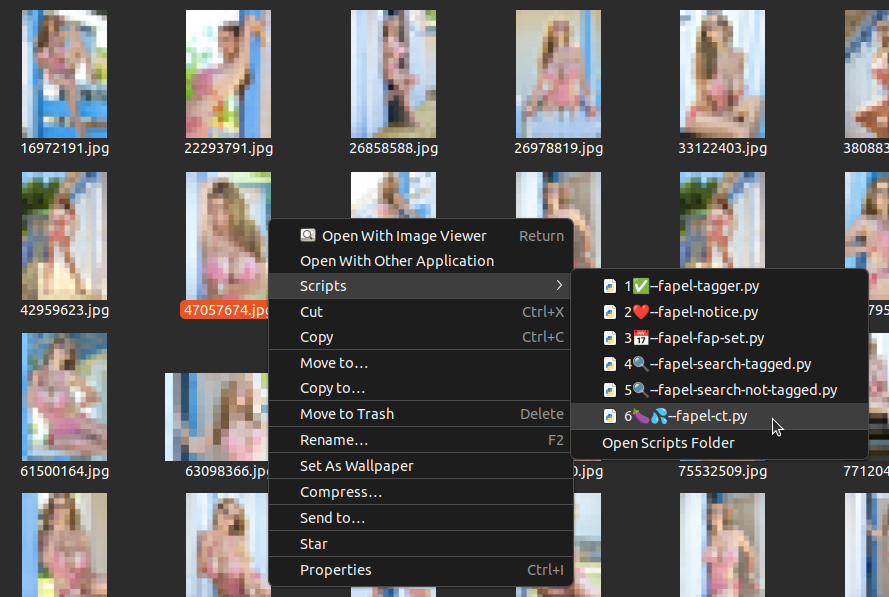 16972191.jpg
22293791.jpg
26858588.jpg
26978819.jpg
33122403.jpg
38088
42959623.jpg
47057674.jpg
795
61500164.jpg
63098366.jp
0.jpg
75532509.jpg
77120
Open With Image Viewer Return
Open With Other Application
Scripts
Cut Ctrl+X
Copy Ctrl+C
Move to…
Copy to…
Move to Trash Delete
Rename… F2
Set As Wallpaper
Compress…
Send to…
Star
Properties Ctrl+I
1✅--fapel-tagger.py
2❤️--fapel-notice.py
3📅--fapel-fap-set.py
4🔍--fapel-search-tagged.py
5🔍--fapel-search-not-tagged.py
6🍆💦--fapel-ct.py
Open Scripts Folder